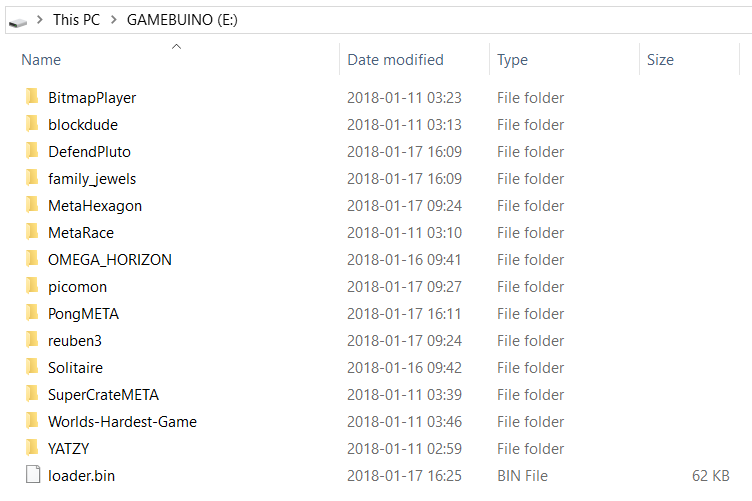 This PC > GAMEBUINO (E:)
Name Date modified Type Size
BitmapPlayer 2018-01-11 03:23 File folder
blockdude 2018-01-11 03:13 File folder
DefendPluto 2018-01-17 16:09 File folder
family_jewels 2018-01-17 16:09 File folder
MetaHexagon 2018-01-17 09:24 File folder
MetaRace 2018-01-11 03:10 File folder
OMEGA_HORIZON 2018-01-16 09:41 File folder
picomon 2018-01-17 09:27 File folder
PongMETA 2018-01-17 16:11 File folder
reuben3 2018-01-17 09:24 File folder
Solitaire 2018-01-16 09:42 File folder
SuperCrateMETA 2018-01-11 03:39 File folder
Worlds-Hardest-Game 2018-01-11 03:46 File folder
YATZY 2018-01-11 02:59 File folder
loader.bin 2018-01-17 16:25 BIN File 62 KB